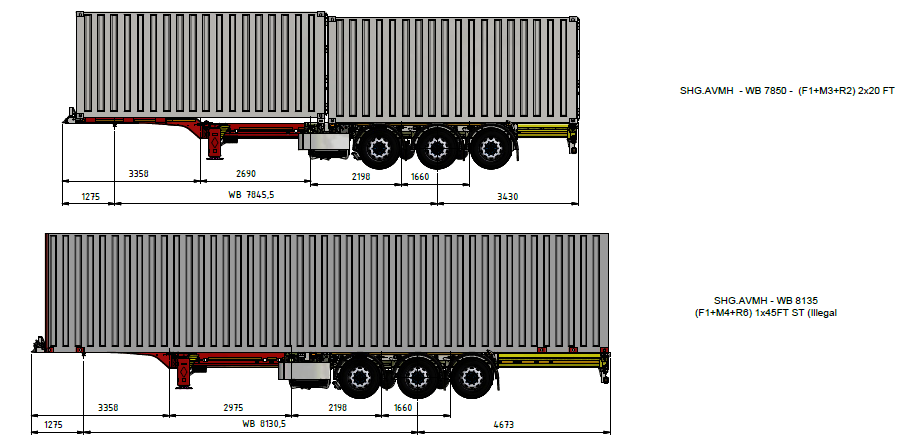 SHG.AVMH - WB 7850 - (F1+M3+R2) 2x20 FT
3358
2690
2198
1660
1275
WB 7845,5
3430
SHG.AVMH - WB 8135
(F1+M4+R6) 1x45FT ST (Illegal
3358
2975
2198
1660
1275
WB 8130,5
4673